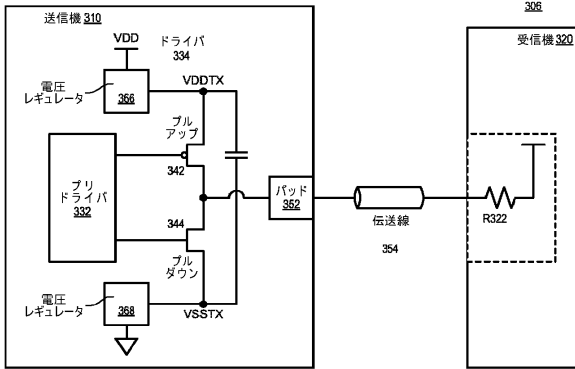 306
送信機 310
受信機 320
VDD
ドライバ
334
電圧
レギュレータ
366
VDDTX
プル
アップ
342
プリ
ドライバ
332
344
プル
ダウン
パッド
352
伝送線
354
R322
電圧
レギュレータ
368
VSSTX